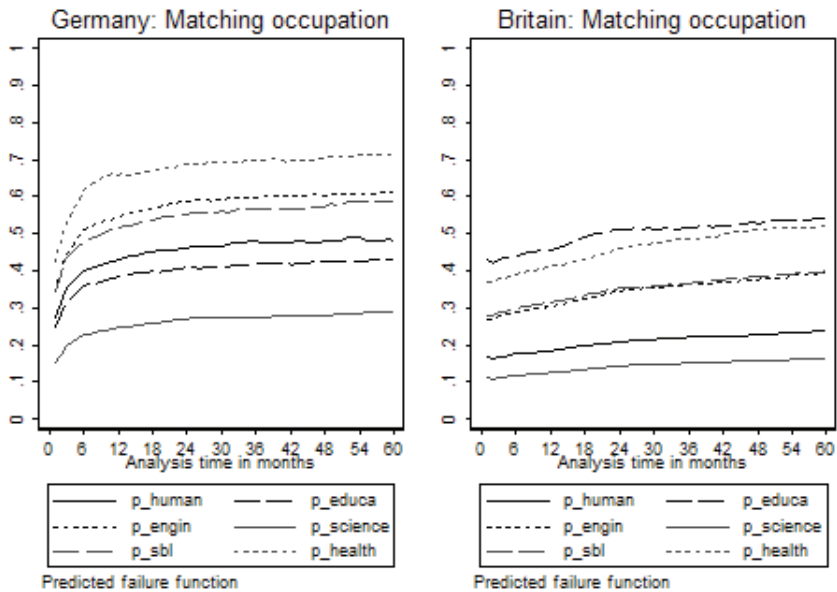 Germany: Matching occupation
1
.9
.8
.7
.6
.5
.4
.3
.2
.1
0
0 6 12 18 24 30 36 42 48 54 60
Analysis time in months
p_human p_educa
p_engin p_science
p_sbl p_health
Predicted failure function
Britain: Matching occupation
1
.9
.8
.7
.6
.5
.4
.3
.2
.1
0
0 6 12 18 24 30 36 42 48 54 60
Analysis time in months
p_human p_educa
p_engin p_science
p_sbl p_health
Predicted failure function